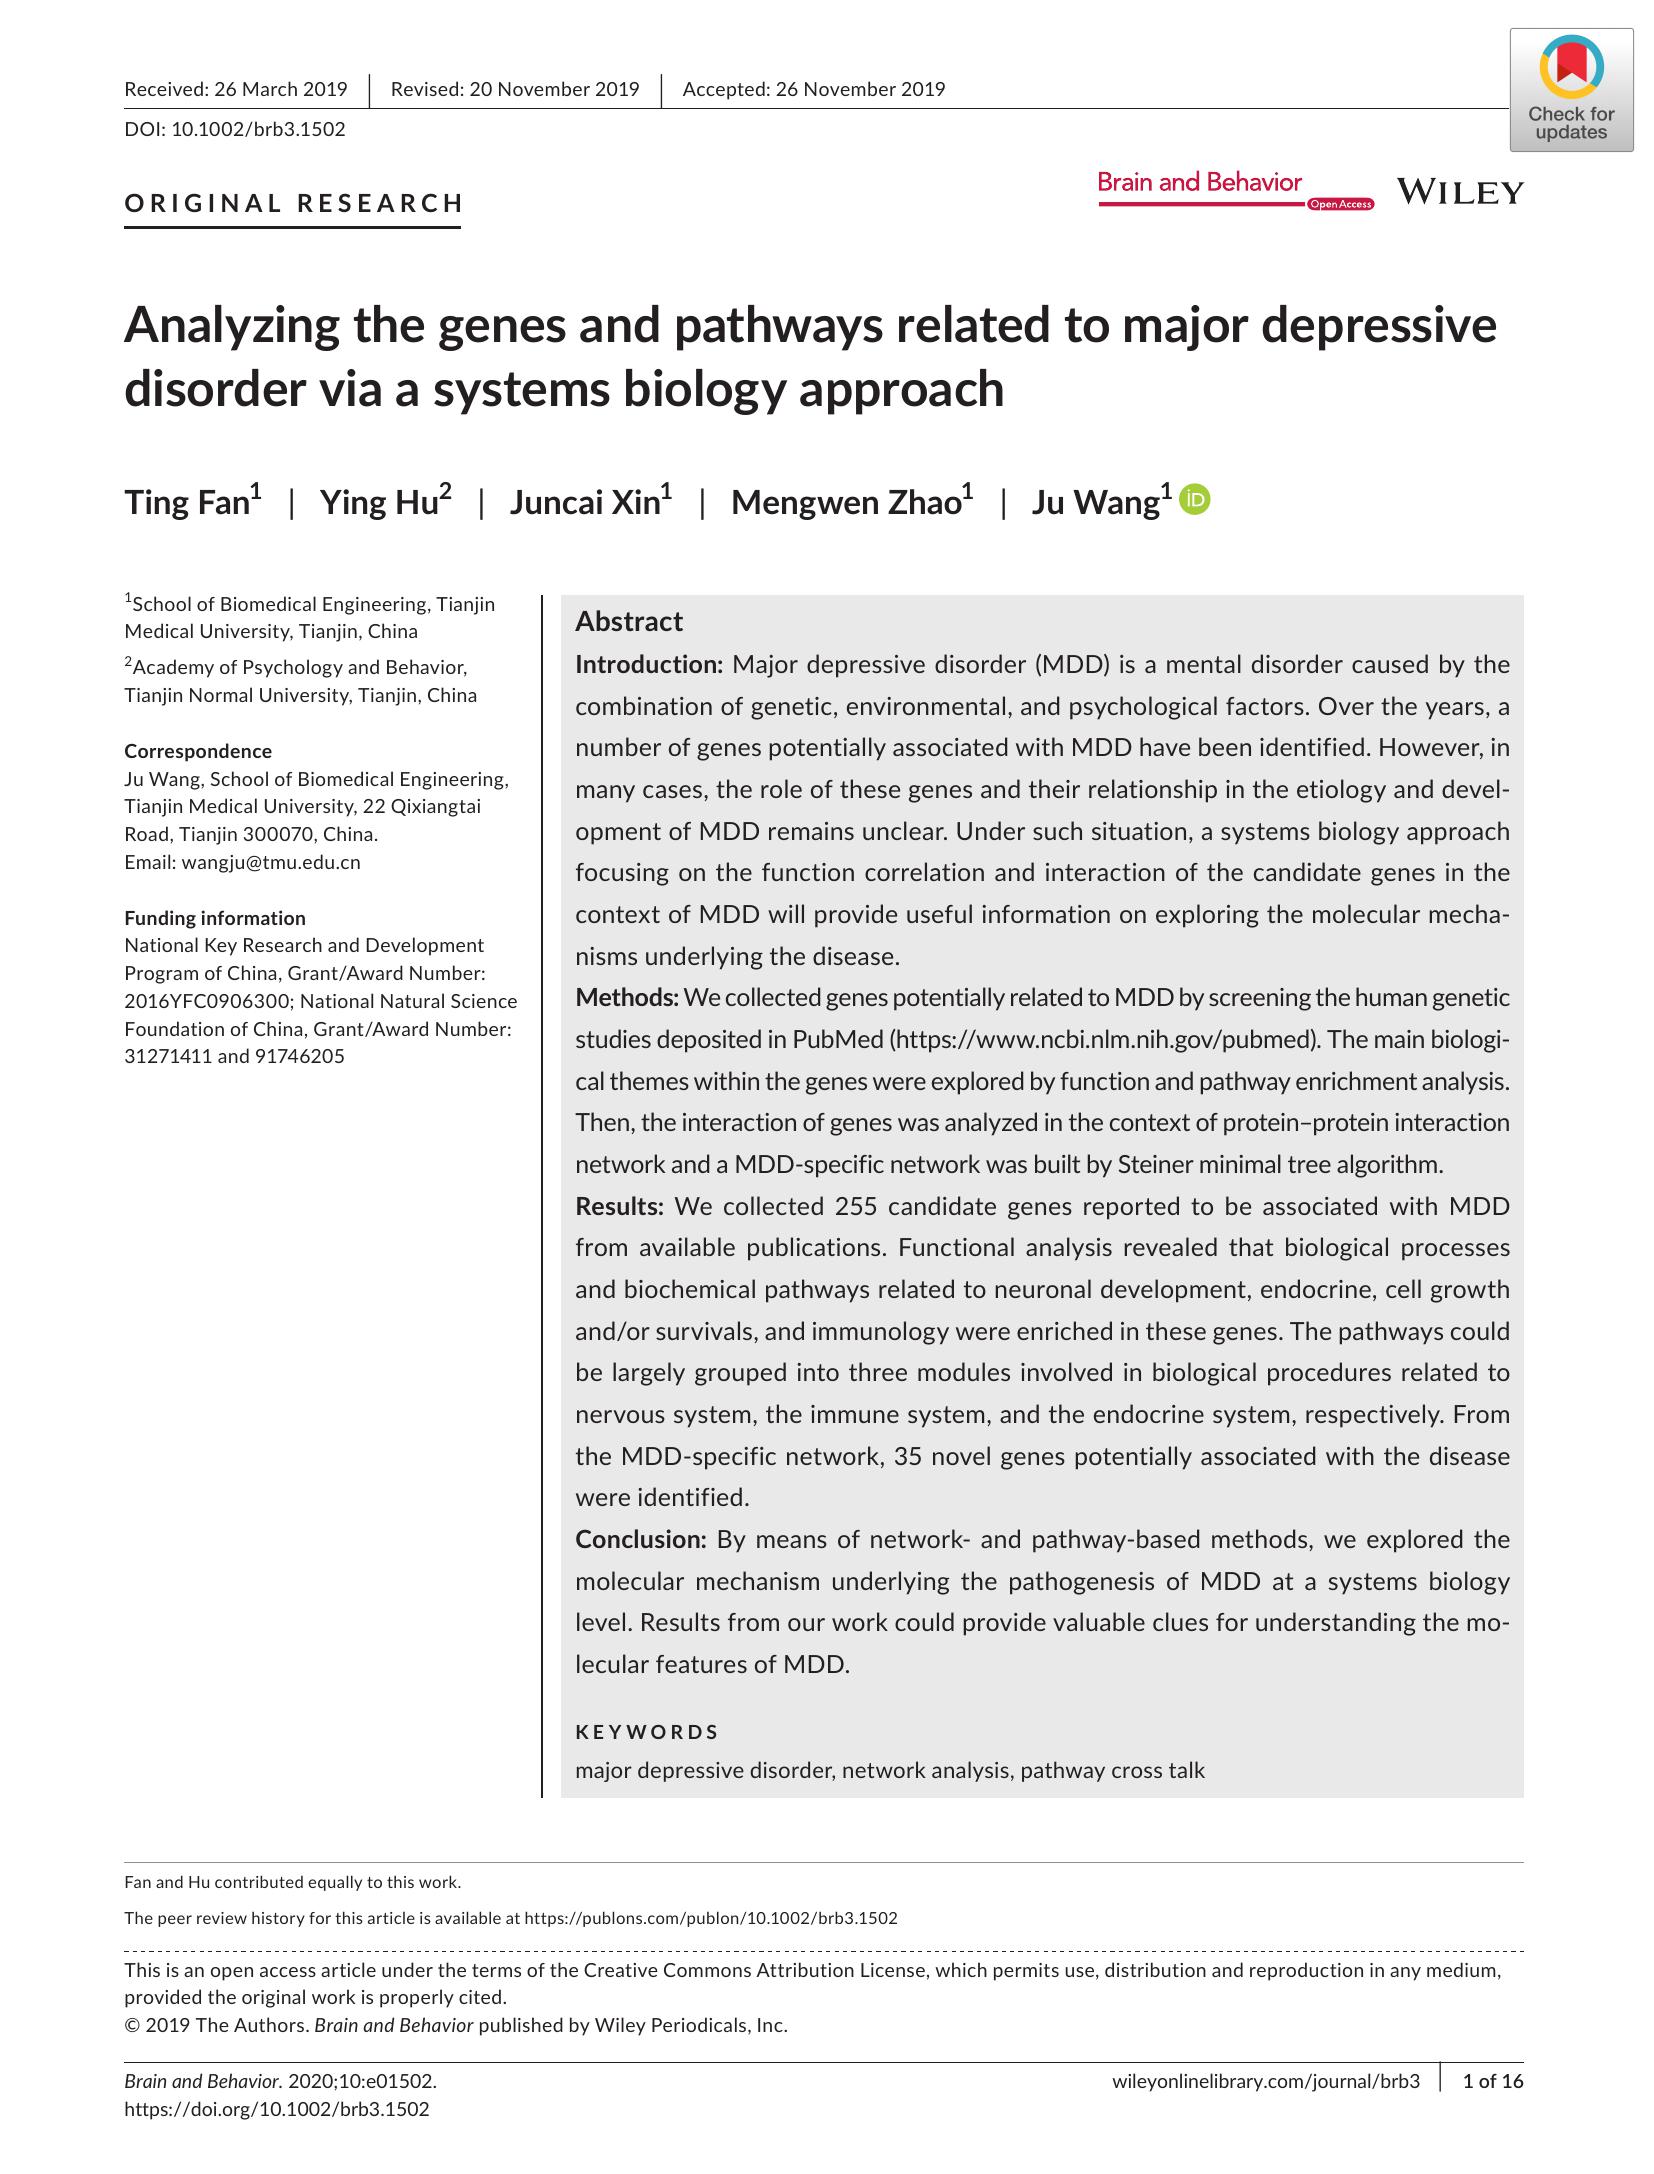 Received: 26 March 2019 | Revised: 20 November 2019 | Accepted: 26 November 2019
DOI: 10.1002/brb3.1502
Check for
updates
ORIGINAL RESEARCH
Brain and Behavior
Open Access
WILEY
Analyzing the genes and pathways related to major depressive
disorder via a systems biology approach
Ting Fan1 | Ying Hu2 | Juncai Xin1 | Mengwen Zhao1 | Ju Wang1 iD
1School of Biomedical Engineering, Tianjin
Medical University, Tianjin, China
2Academy of Psychology and Behavior,
Tianjin Normal University, Tianjin, China
Correspondence
Ju Wang, School of Biomedical Engineering,
Tianjin Medical University, 22 Qixiangtai
Road, Tianjin 300070, China.
Email: wangju@tmu.edu.cn
Funding information
National Key Research and Development
Program of China, Grant/Award Number:
2016YFC0906300; National Natural Science
Foundation of China, Grant/Award Number:
31271411 and 91746205
Abstract
Introduction: Major depressive disorder (MDD) is a mental disorder caused by the
combination of genetic, environmental, and psychological factors. Over the years, a
number of genes potentially associated with MDD have been identified. However, in
many cases, the role of these genes and their relationship in the etiology and devel-
opment of MDD remains unclear. Under such situation, a systems biology approach
focusing on the function correlation and interaction of the candidate genes in the
context of MDD will provide useful information on exploring the molecular mecha-
nisms underlying the disease.
Methods: We collected genes potentially related to MDD by screening the human genetic
studies deposited in PubMed (https://www.ncbi.nlm.nih.gov/pubmed). The main biologi-
cal themes within the genes were explored by function and pathway enrichment analysis.
Then, the interaction of genes was analyzed in the context of protein–protein interaction
network and a MDD-specific network was built by Steiner minimal tree algorithm.
Results: We collected 255 candidate genes reported to be associated with MDD
from available publications. Functional analysis revealed that biological processes
and biochemical pathways related to neuronal development, endocrine, cell growth
and/or survivals, and immunology were enriched in these genes. The pathways could
be largely grouped into three modules involved in biological procedures related to
nervous system, the immune system, and the endocrine system, respectively. From
the MDD-specific network, 35 novel genes potentially associated with the disease
were identified.
Conclusion: By means of network- and pathway-based methods, we explored the
molecular mechanism underlying the pathogenesis of MDD at a systems biology
level. Results from our work could provide valuable clues for understanding the mo-
lecular features of MDD.
KEYWORDS
major depressive disorder, network analysis, pathway cross talk
Fan and Hu contributed equally to this work.
The peer review history for this article is available at https://publons.com/publon/10.1002/brb3.1502
This is an open access article under the terms of the Creative Commons Attribution License, which permits use, distribution and reproduction in any medium,
provided the original work is properly cited.
© 2019 The Authors. Brain and Behavior published by Wiley Periodicals, Inc.
Brain and Behavior. 2020;10:e01502.
https://doi.org/10.1002/brb3.1502
wileyonlinelibrary.com/journal/brb3 | 1 of 16